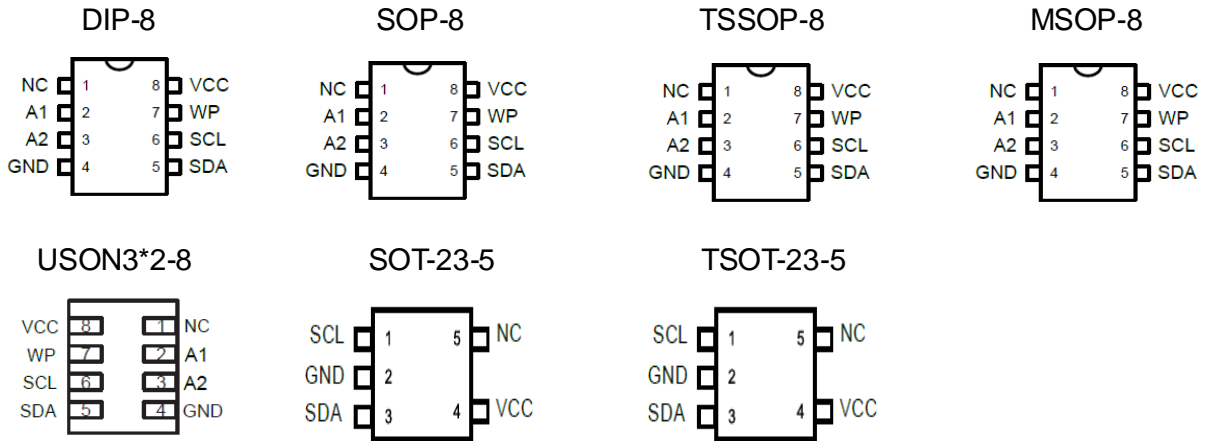 DIP-8 SOP-8 TSSOP-8 MSOP-8
NC 1 8 VCC NC 1 8 VCC NC 1 8 VCC NC 1 8 VCC
A1 2 7 WP A1 2 7 WP A1 2 7 WP A1 2 7 WP
A2 3 6 SCL A2 3 6 SCL A2 3 6 SCL A2 3 6 SCL
GND 4 5 SDA GND 4 5 SDA GND 4 5 SDA GND 4 5 SDA
USON3*2-8 SOT-23-5 TSOT-23-5
VCC 8 1 NC SCL 1 5 NC SCL 1 5 NC
WP 7 2 A1 GND 2 GND 2
SCL 6 3 A2 SDA 3 4 VCC SDA 3 4 VCC
SDA 5 4 GND